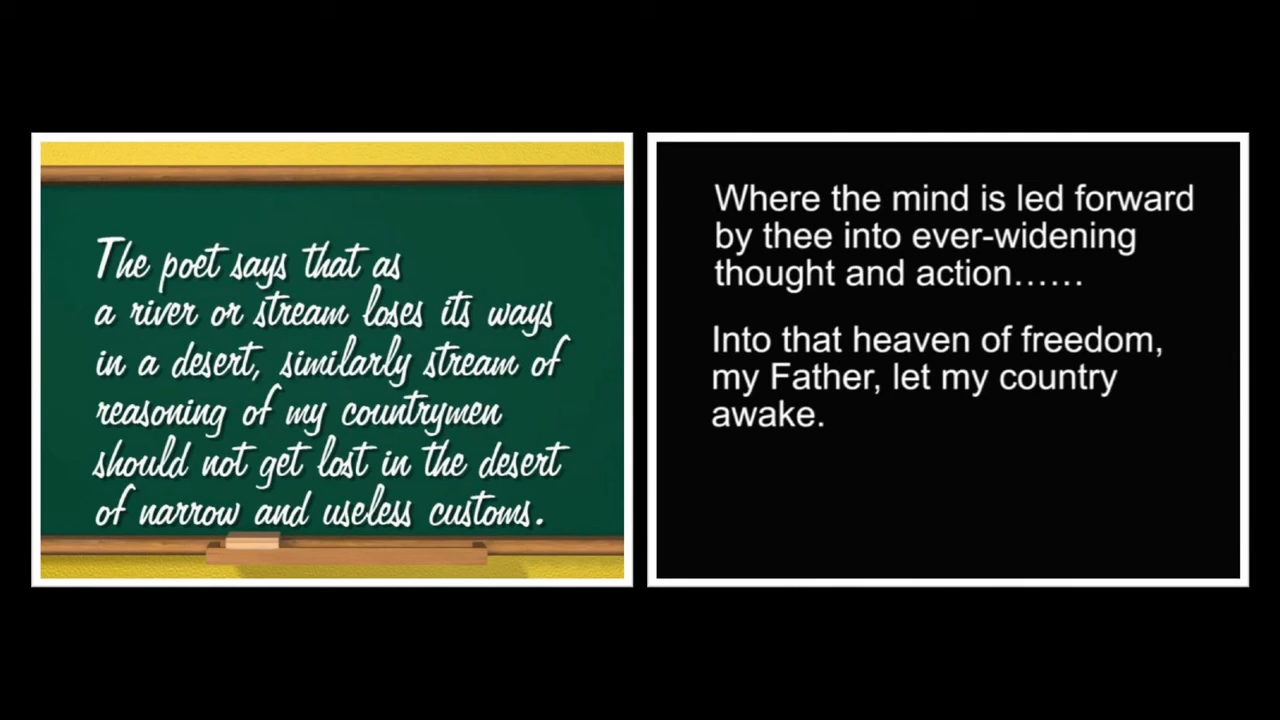 The poet says that as
a river or stream loses its ways
in a desert, similarly stream of
reasoning of my countrymen
should not get lost in the desert
of narrow and useless customs.
Where the mind is led forward
by thee into ever-widening
thought and action……
Into that heaven of freedom,
my Father, let my country
awake.